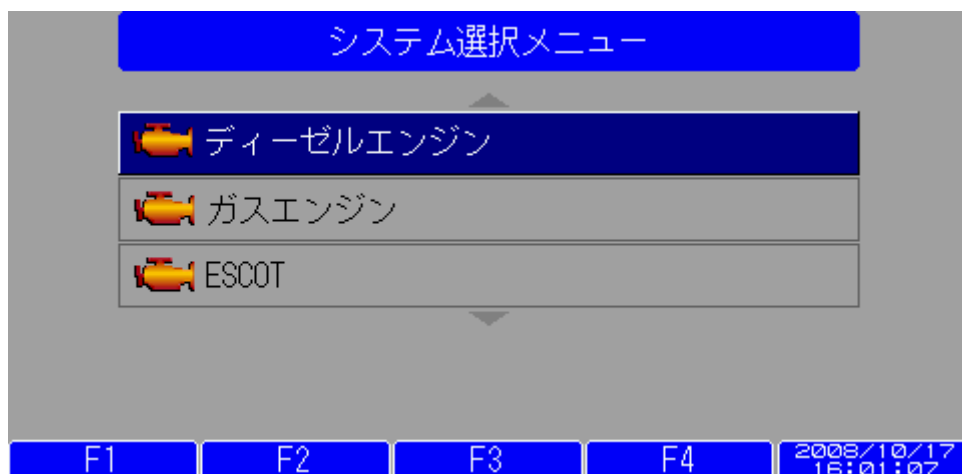 システム選択メニュー
ディーゼルエンジン
ガスエンジン
ESCOT
F1
F2
F3
F4
2008/10/17
16:01:07